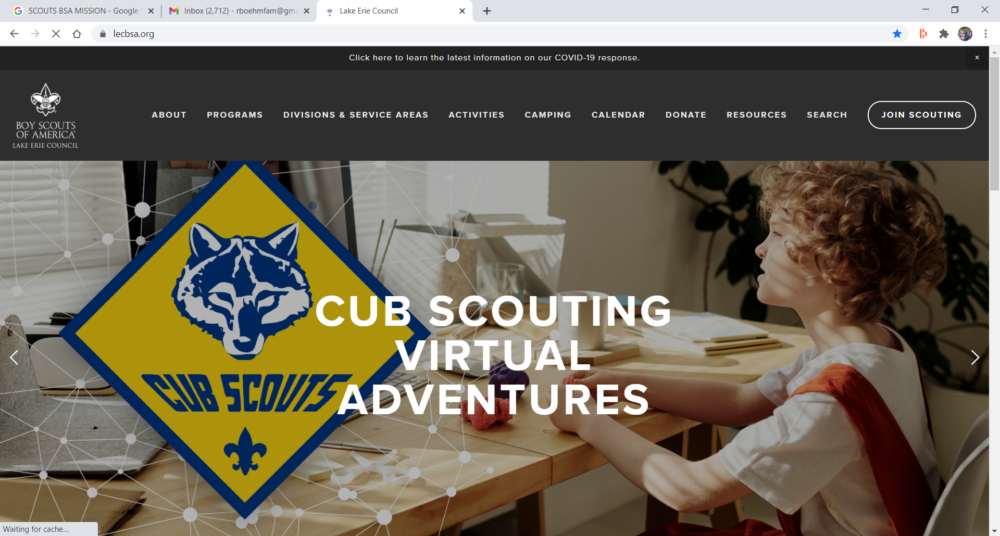 SCOUTS BSA MISSION - Google
Inbox (2,712) - rboehmfam@gma
Lake Erie Council
lecbsa.org
Click here to learn the latest information on our COVID-19 response.
×
BOY SCOUTS
OF AMERICA®
LAKE ERIE COUNCIL
ABOUT PROGRAMS DIVISIONS & SERVICE AREAS ACTIVITIES CAMPING CALENDAR DONATE RESOURCES SEARCH JOIN SCOUTING
®
CUB SCOUTS
CUB SCOUTING
VIRTUAL
ADVENTURES
Waiting for cache...